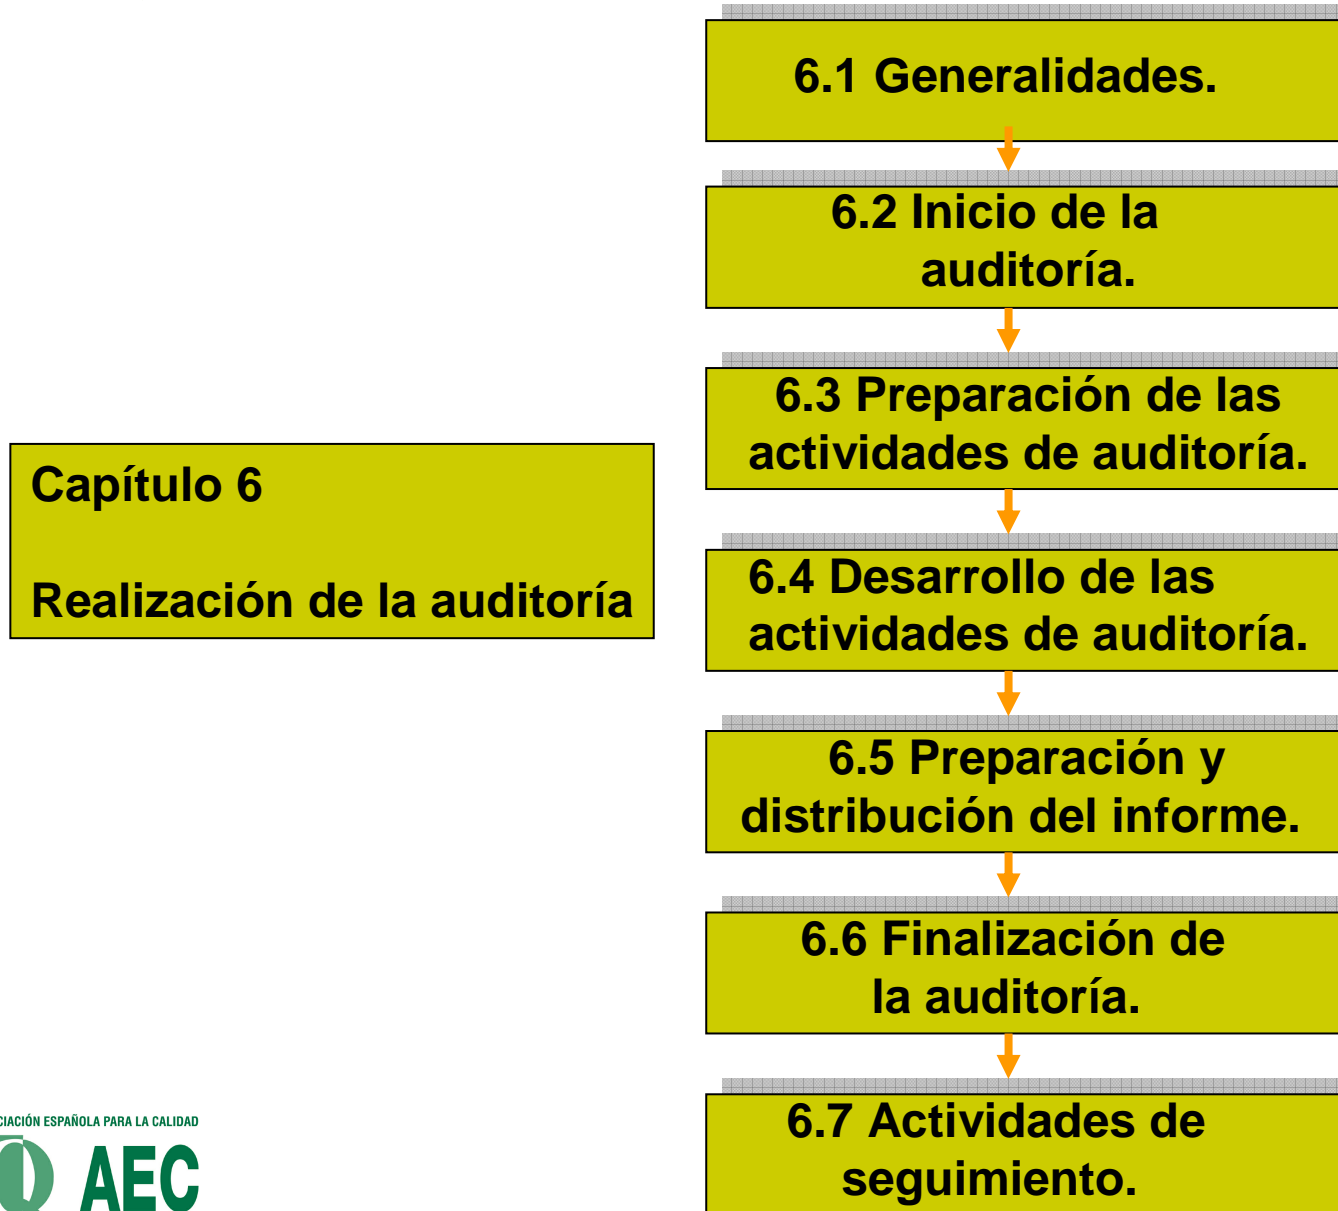 6.1 Generalidades.
6.2 Inicio de la
auditoría.
6.3 Preparación de las
actividades de auditoría.
Capítulo 6
Realización de la auditoría
6.4 Desarrollo de las
actividades de auditoría.
6.5 Preparación y
distribución del informe.
6.6 Finalización de
la auditoría.
6.7 Actividades de
seguimiento.
CIACIÓN ESPAÑOLA PARA LA CALIDAD
AEC